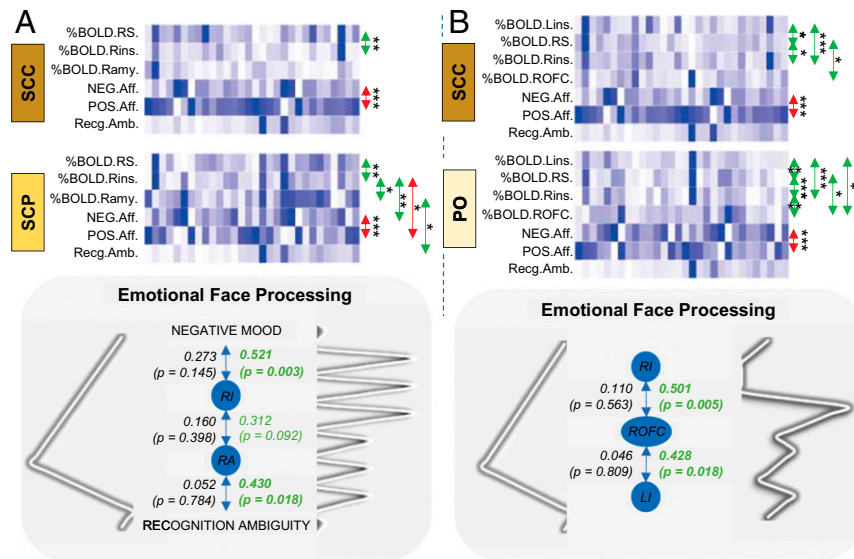 A
%BOLD.RS.
%BOLD.Rins.
%BOLD.Ramy.
NEG.Aff.
POS.Aff.
Recg.Amb.
SCC
**
***
%BOLD.RS.
%BOLD.Rins.
%BOLD.Ramy.
NEG.Aff.
POS.Aff.
Recg.Amb.
SCP
**
***
*
**
*
*
Emotional Face Processing
NEGATIVE MOOD
0.273 0.521
(p = 0.145) (p = 0.003)
RI
0.160 0.312
(p = 0.398) (p = 0.092)
RA
0.052 0.430
(p = 0.784) (p = 0.018)
RECOGNITION AMBIGUITY
B
%BOLD.Lins.
%BOLD.RS.
%BOLD.Rins.
%BOLD.ROFC.
NEG.Aff.
POS.Aff.
Recg.Amb.
SCC
*
*
***
*
***
%BOLD.Lins.
%BOLD.RS.
%BOLD.Rins.
%BOLD.ROFC.
NEG.Aff.
POS.Aff.
Recg.Amb.
PO
**
***
**
***
***
*
*
Emotional Face Processing
RI
0.110 0.501
(p = 0.563) (p = 0.005)
ROFC
0.046 0.428
(p = 0.809) (p = 0.018)
LI